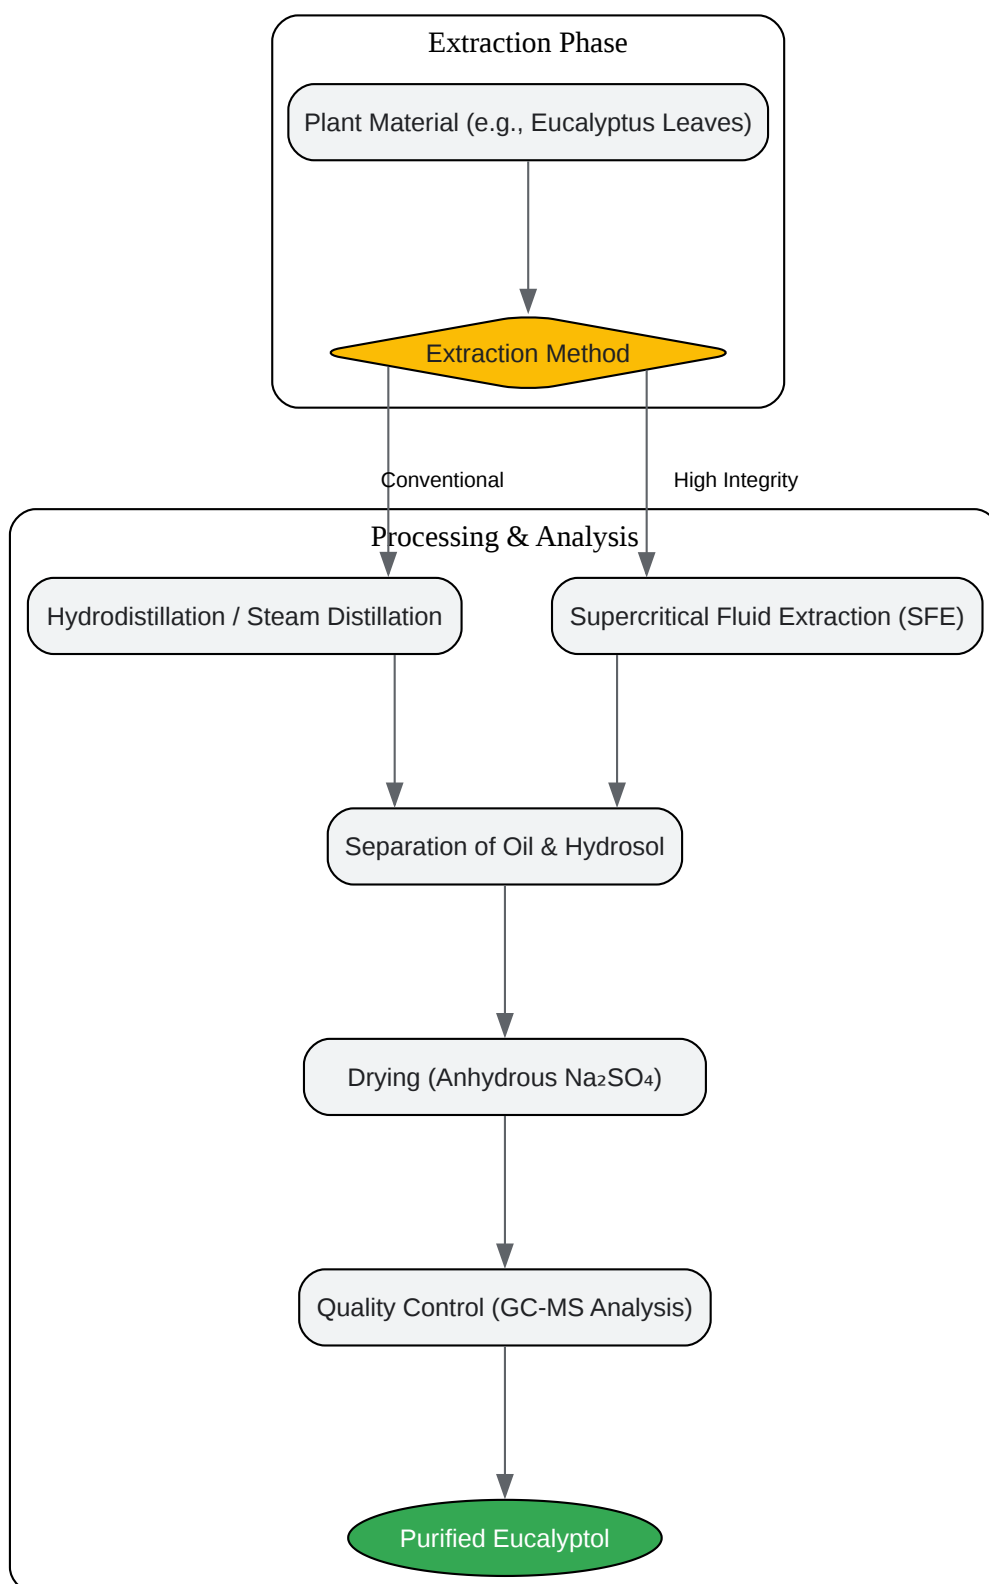 Extraction Phase
Plant Material (e.g., Eucalyptus Leaves)
Extraction Method
Conventional
High Integrity
Processing & Analysis
Hydrodistillation / Steam Distillation
Supercritical Fluid Extraction (SFE)
Separation of Oil & Hydrosol
Drying (Anhydrous Na₂SO₄)
Quality Control (GC-MS Analysis)
Purified Eucalyptol